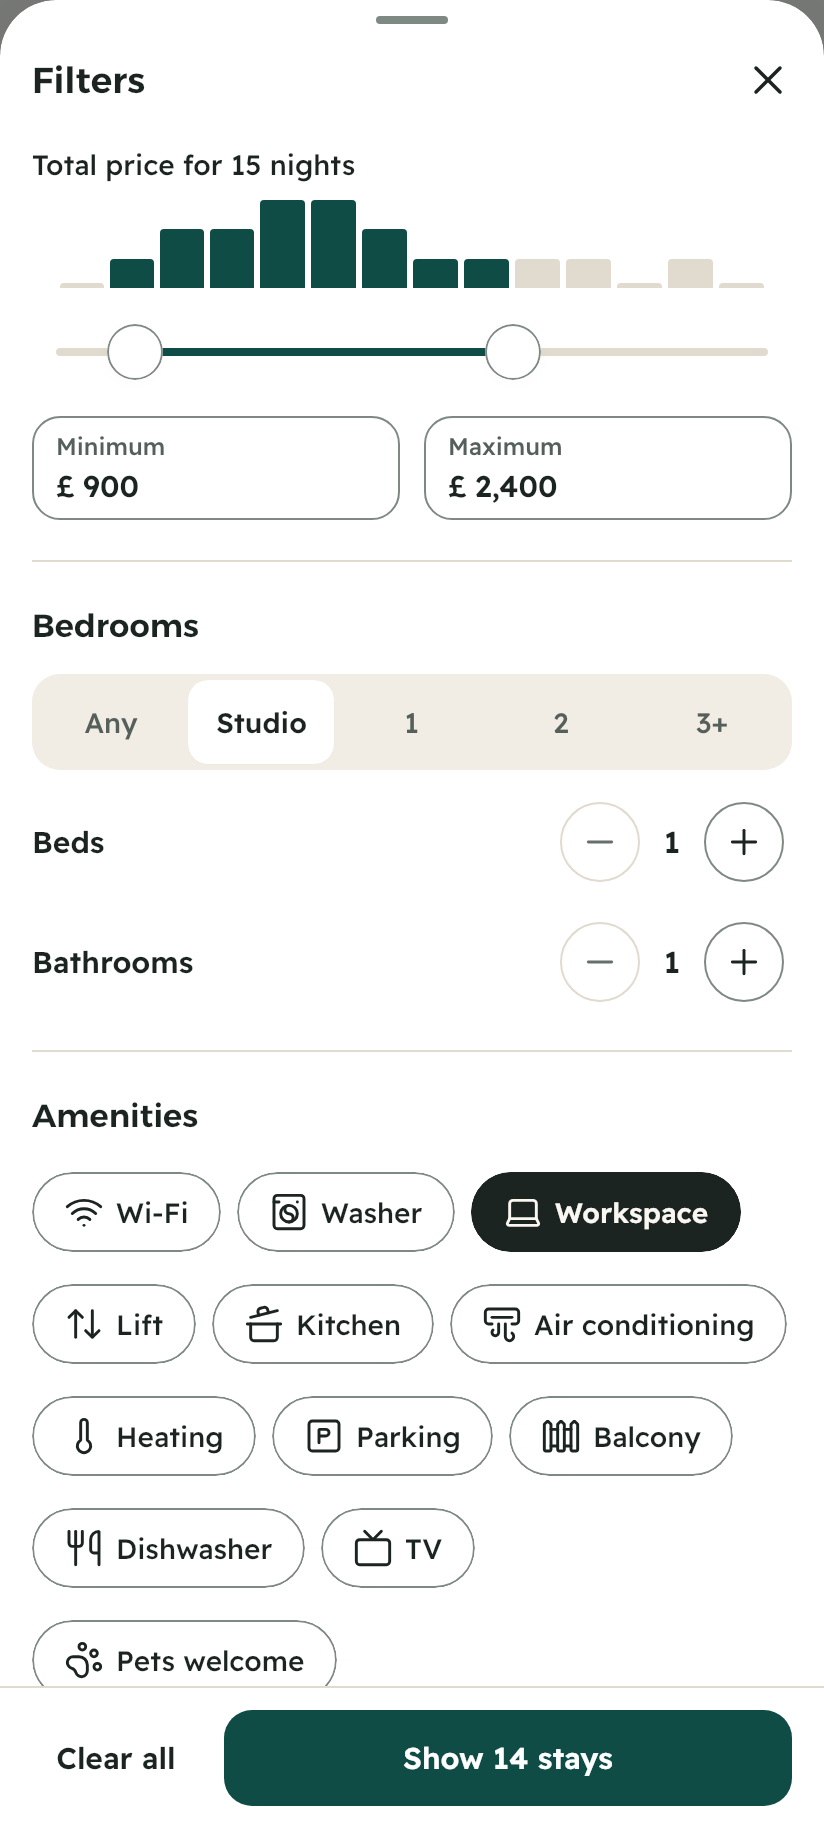 Filters
Total price for 15 nights
Minimum
£ 900
Maximum
£ 2,400
Bedrooms
Any Studio 1 2 3+
Beds 1
Bathrooms 1
Amenities
Wi-Fi Washer Workspace
Lift Kitchen Air conditioning
Heating P Parking Balcony
Dishwasher TV
Pets welcome
Clear all Show 14 stays